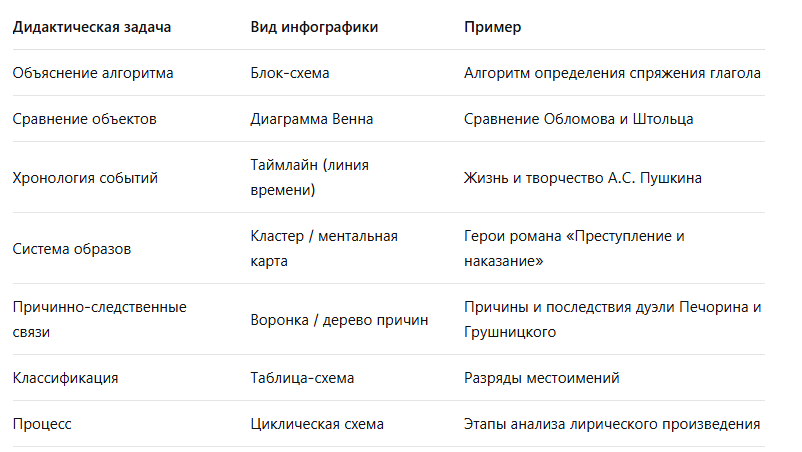 Дидактическая задача Вид инфографики Пример
Объяснение алгоритма Блок-схема Алгоритм определения спряжения глагола
Сравнение объектов Диаграмма Венна Сравнение Обломова и Штольца
Хронология событий Таймлайн (линия времени) Жизнь и творчество А.С. Пушкина
Система образов Кластер / ментальная карта Герои романа «Преступление и наказание»
Причинно-следственные связи Воронка / дерево причин Причины и последствия дуэли Печорина и Грушницкого
Классификация Таблица-схема Разряды местоимений
Процесс Циклическая схема Этапы анализа лирического произведения